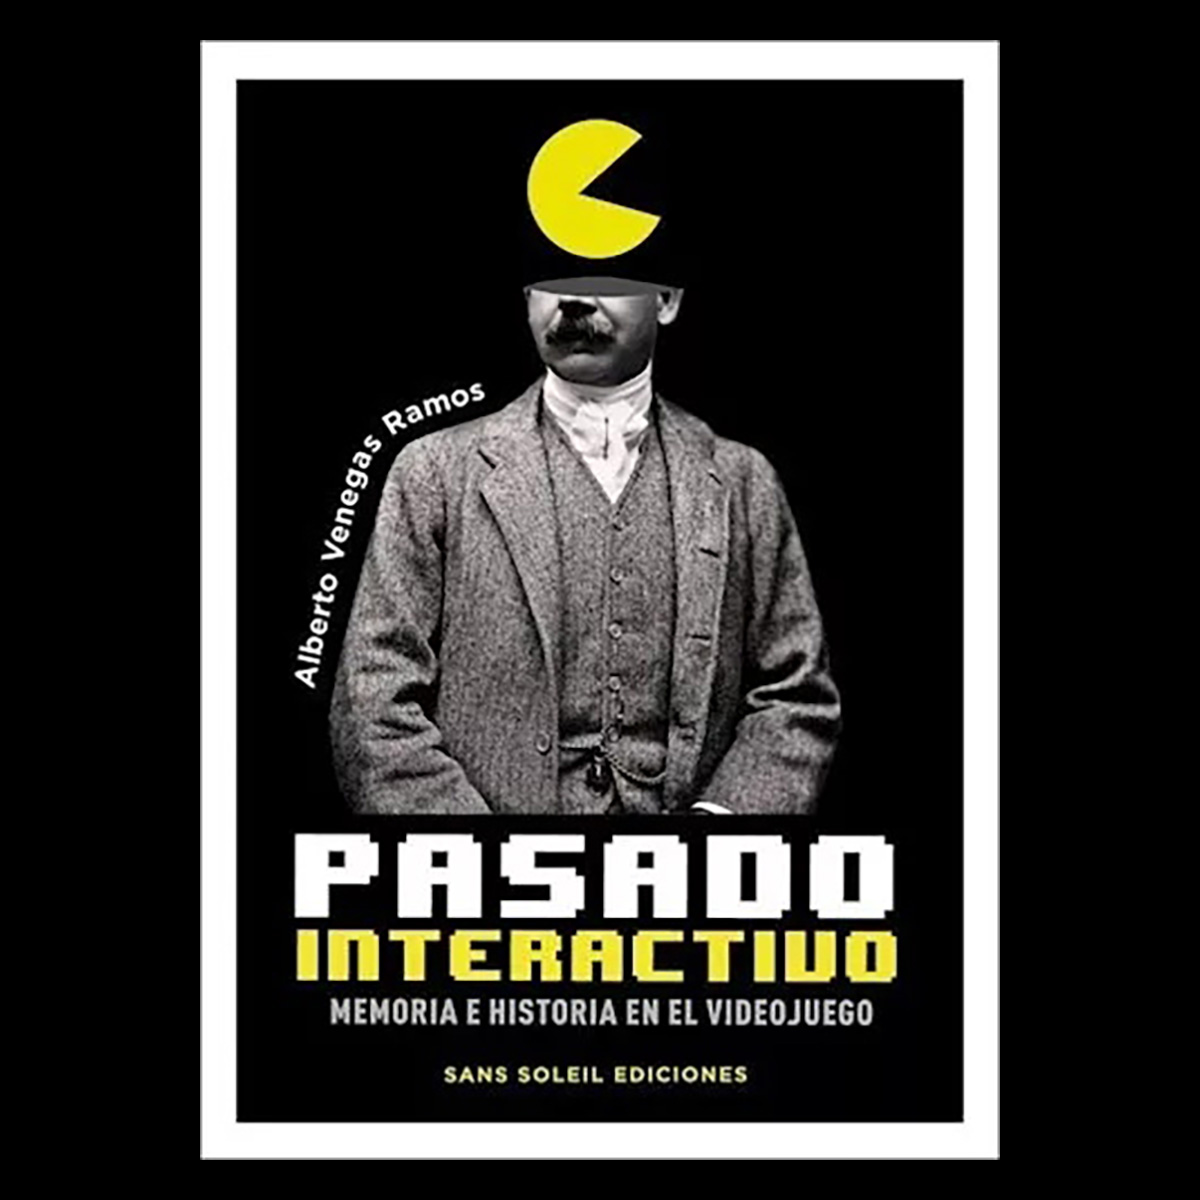 Alberto Venegas Ramos
PASADO
INTERACTIVO
MEMORIA E HISTORIA EN EL VIDEOJUEGO
SANS SOLEIL EDICIONES